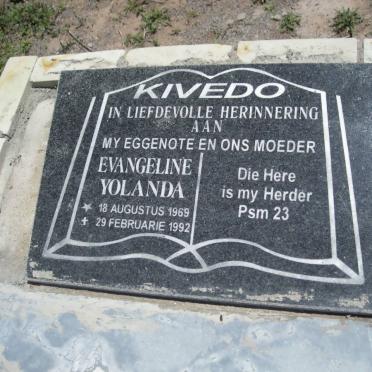 KIVEDO
IN LIEFDEVOLLE HERINNERING
AAN
MY EGGENOTE EN ONS MOEDER
EVANGELINE
YOLANDA
18 AUGUSTUS 1969
29 FEBRUARIE 1992
Die Here
is my Herder
Psm 23